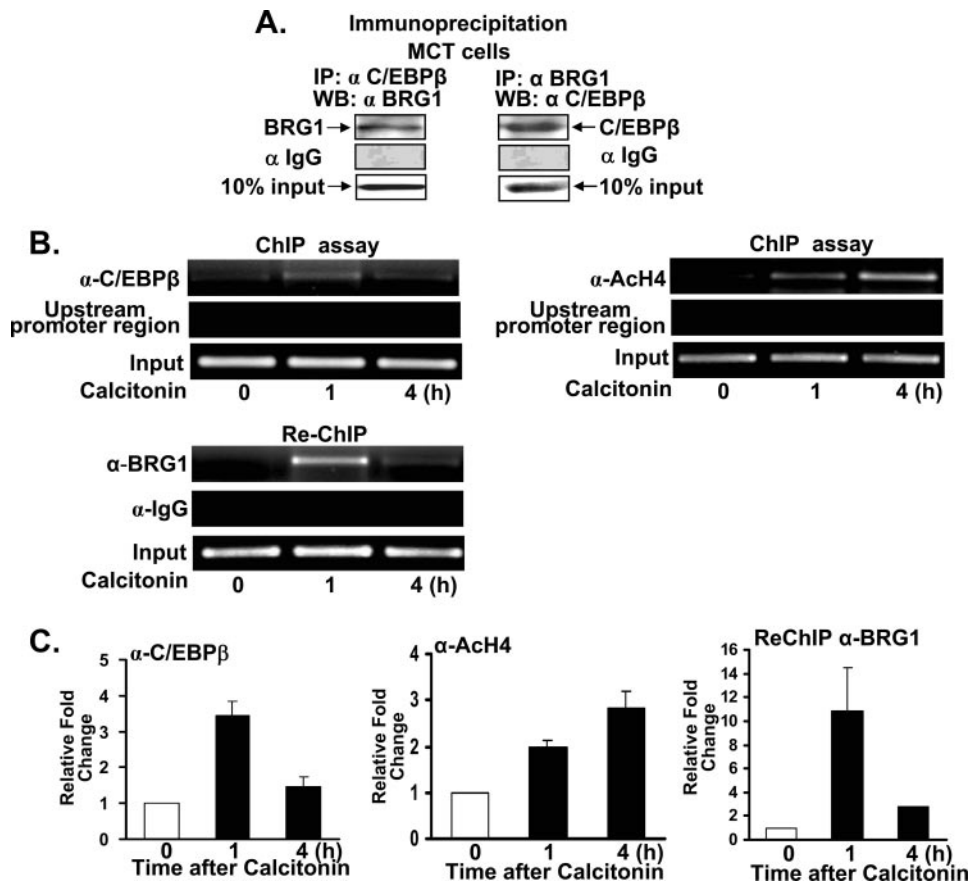 A. Immunoprecipitation
MCT cells
IP: α C/EBPβ
WB: α BRG1
BRG1
α IgG
10% input
IP: α BRG1
WB: α C/EBPβ
C/EBPβ
α IgG
10% input
B.
ChIP assay
α-C/EBPβ
Upstream
promoter region
Input
Calcitonin 0 1 4 (h)
ChIP assay
α-AcH4
Upstream
promoter region
Input
Calcitonin 0 1 4 (h)
Re-ChIP
α-BRG1
α-IgG
Input
Calcitonin 0 1 4 (h)
C.
α-C/EBPβ
Relative Fold
Change
5
4
3
2
1
0
0 1 4 (h)
Time after Calcitonin
α-AcH4
Relative Fold
Change
4
3
2
1
0
0 1 4 (h)
Time after Calcitonin
ReChIP α-BRG1
Relative Fold
Change
16
14
12
10
8
6
4
2
0
0 1 4 (h)
Time after Calcitonin